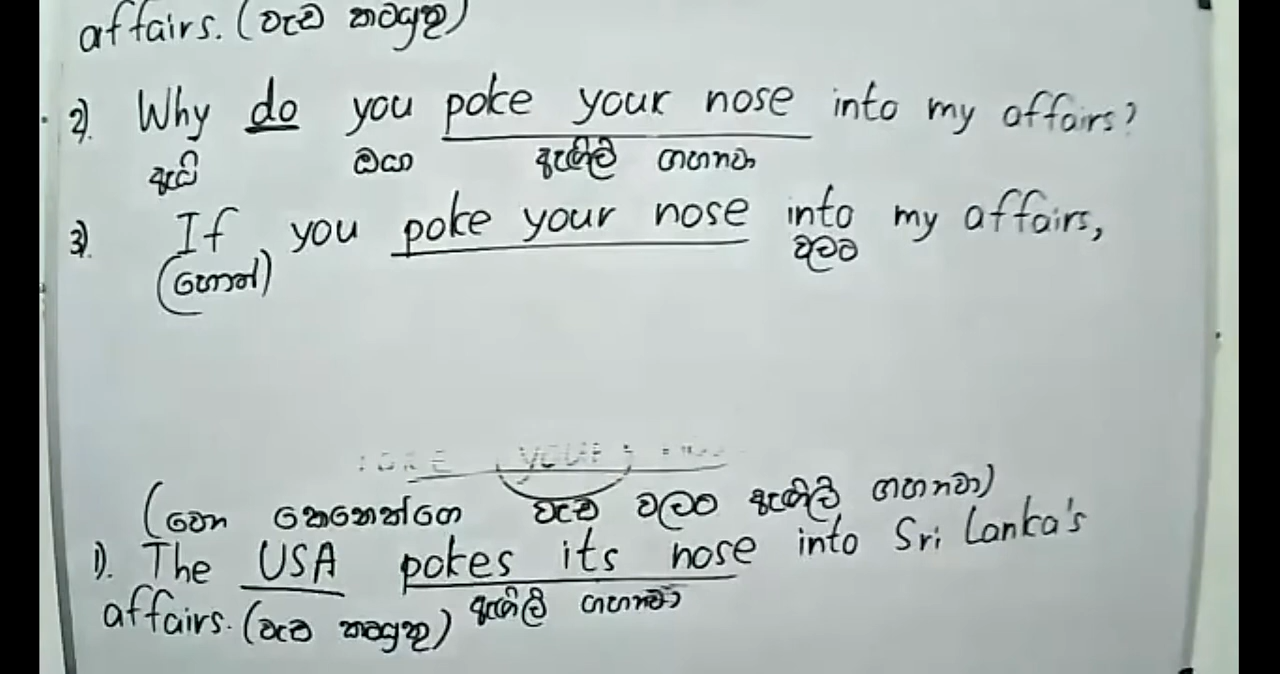 affairs. (වැඩ කටයුතු)
2). Why do you poke your nose into my affairs?
ඇයි ඔයා ඇඟිලි ගහනවා
3). If you poke your nose into my affairs,
(හොත්) වලට
YOUR
(වෙන කෙනෙක්ගෙ වැඩ වලට ඇඟිලි ගහනවා)
1). The USA pokes its nose into Sri Lanka's
affairs. (වැඩ කටයුතු) ඇඟිලි ගහනවා